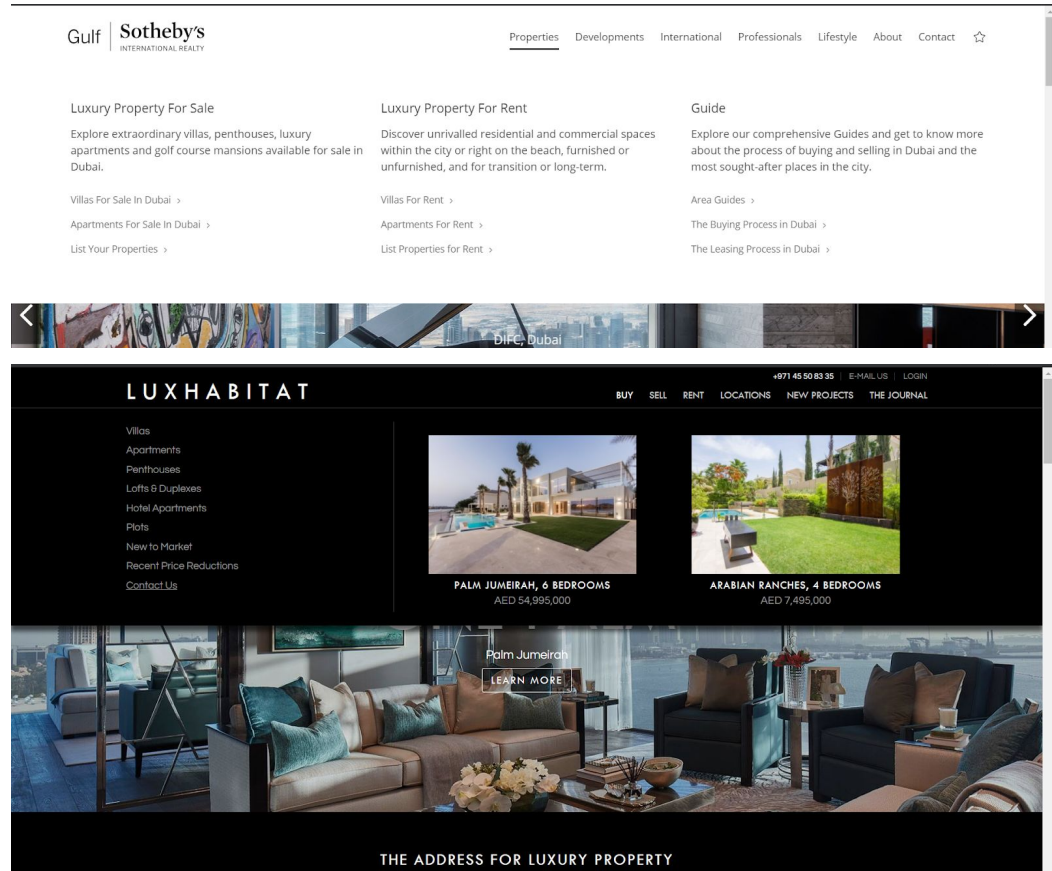 Gulf
Sotheby's
INTERNATIONAL REALTY
Properties Developments International Professionals Lifestyle About Contact
Luxury Property For Sale
Explore extraordinary villas, penthouses, luxury
apartments and golf course mansions available for sale in
Dubai.
Villas For Sale In Dubai ›
Apartments For Sale In Dubai ›
List Your Properties ›
Luxury Property For Rent
Discover unrivalled residential and commercial spaces
within the city or right on the beach, furnished or
unfurnished, and for transition or long-term.
Villas For Rent ›
Apartments For Rent ›
List Properties for Rent ›
Guide
Explore our comprehensive Guides and get to know more
about the process of buying and selling in Dubai and the
most sought-after places in the city.
Area Guides ›
The Buying Process in Dubai ›
The Leasing Process in Dubai ›
DIFC, Dubai
+971 45 50 83 35 | E-MAIL US | LOGIN
LUXHABITAT
BUY SELL RENT LOCATIONS NEW PROJECTS THE JOURNAL
Villas
Apartments
Penthouses
Lofts & Duplexes
Hotel Apartments
Plots
New to Market
Recent Price Reductions
Contact Us
PALM JUMEIRAH, 6 BEDROOMS
AED 54,995,000
ARABIAN RANCHES, 4 BEDROOMS
AED 7,495,000
Palm Jumeirah
LEARN MORE
THE ADDRESS FOR LUXURY PROPERTY